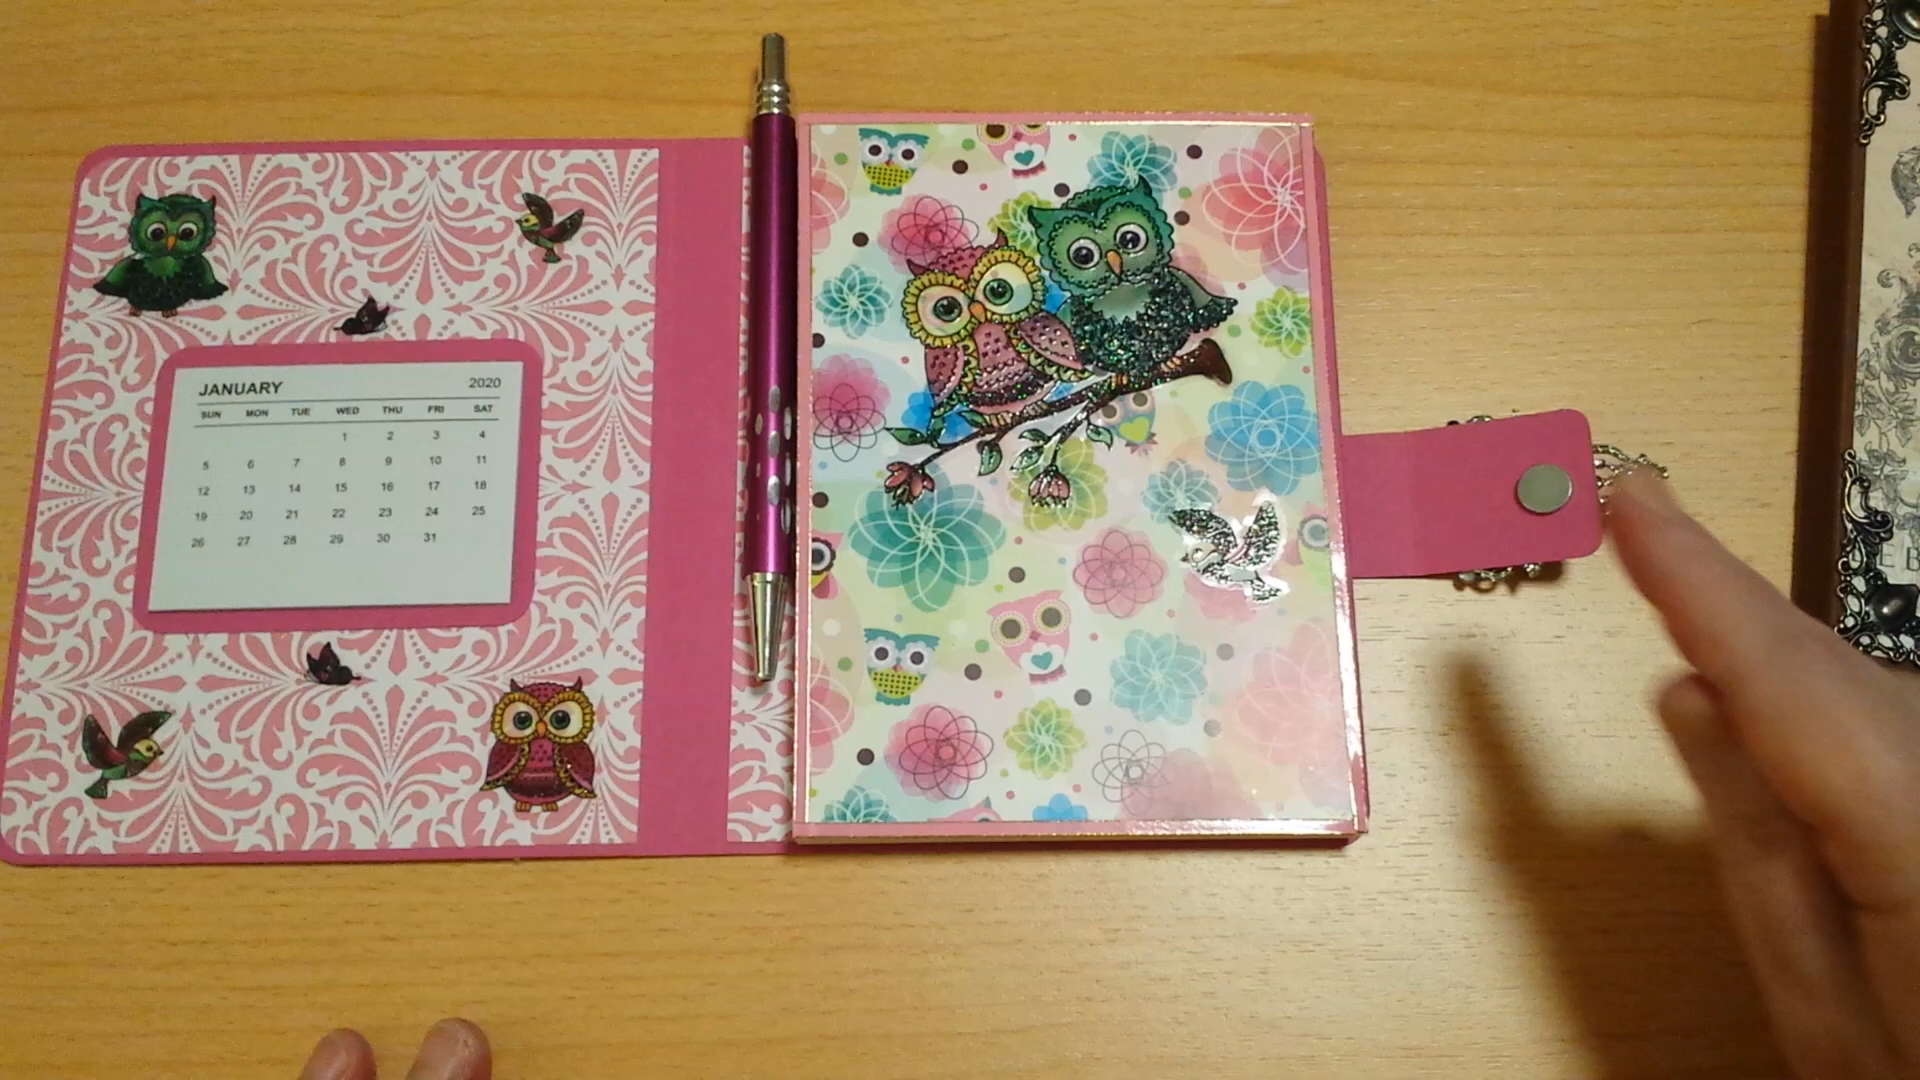 JANUARY 2020
SUN MON TUE WED THU FRI SAT
1 2 3 4
5 6 7 8 9 10 11
12 13 14 15 16 17 18
19 20 21 22 23 24 25
26 27 28 29 30 31
E B